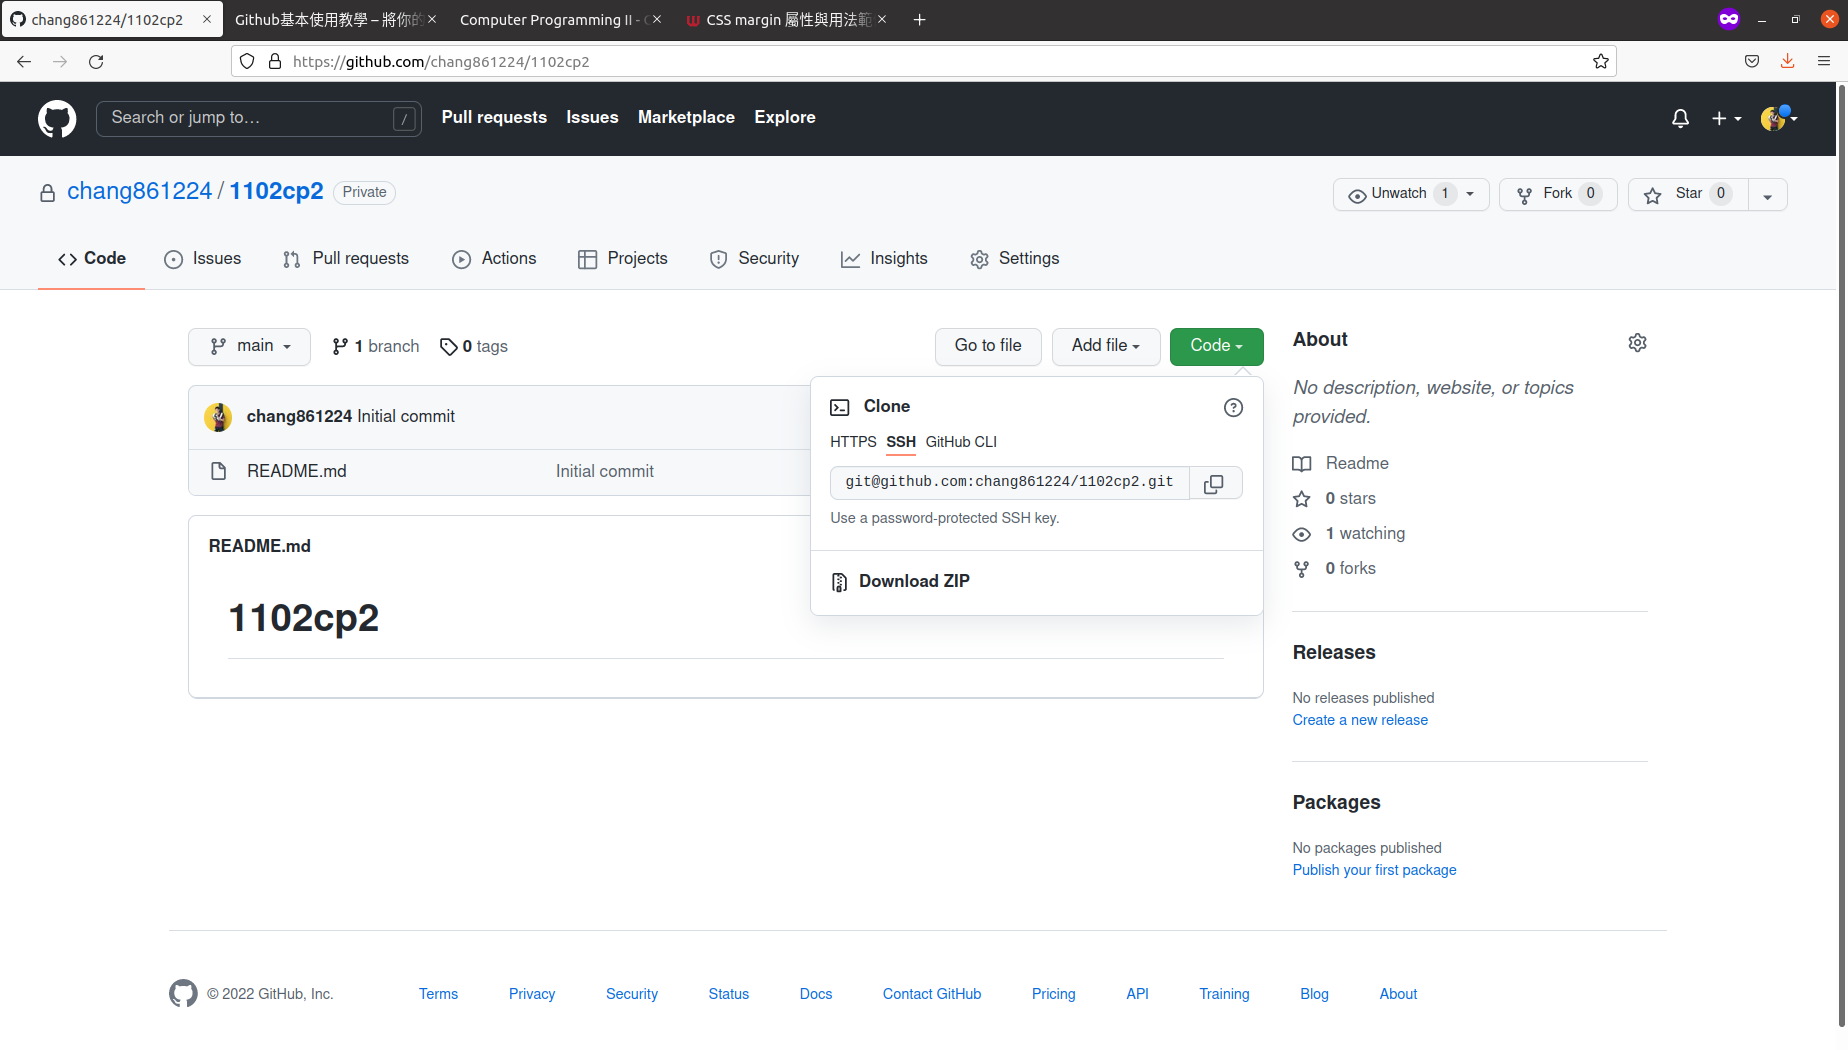 chang861224/1102cp2
Github基本使用教學 – 將你的
Computer Programming II -
CSS margin 屬性與用法範
https://github.com/chang861224/1102cp2
Search or jump to…
/
Pull requests
Issues
Marketplace
Explore
chang861224 / 1102cp2
Private
Unwatch 1
Fork 0
Star 0
Code
Issues
Pull requests
Actions
Projects
Security
Insights
Settings
main
1 branch
0 tags
Go to file
Add file
Code
chang861224 Initial commit
README.md
Initial commit
README.md
1102cp2
Clone
HTTPS SSH GitHub CLI
git@github.com:chang861224/1102cp2.git
Use a password-protected SSH key.
Download ZIP
About
No description, website, or topics
provided.
Readme
0 stars
1 watching
0 forks
Releases
No releases published
Create a new release
Packages
No packages published
Publish your first package
© 2022 GitHub, Inc.
Terms
Privacy
Security
Status
Docs
Contact GitHub
Pricing
API
Training
Blog
About